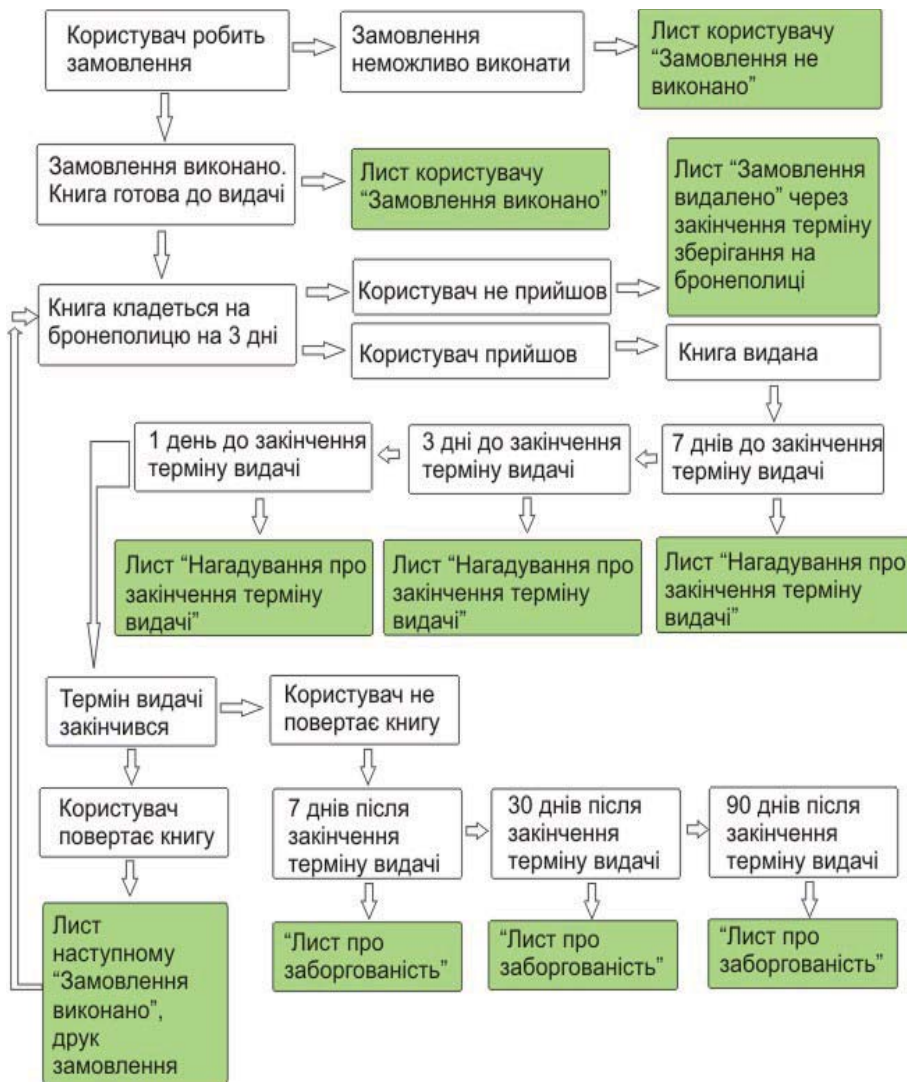 Користувач робить
замовлення
Замовлення
неможливо виконати
Лист користувачу
“Замовлення не
виконано”
Замовлення виконано.
Книга готова до видачі
Лист користувачу
“Замовлення виконано”
Лист “Замовлення
видалено” через
закінчення терміну
зберігання на
бронеполиці
Книга кладеться на
бронеполицю на 3 дні
Користувач не прийшов
Користувач прийшов
Книга видана
1 день до закінчення
терміну видачі
3 дні до закінчення
терміну видачі
7 днів до закінчення
терміну видачі
Лист “Нагадування про
закінчення терміну
видачі”
Лист “Нагадування про
закінчення терміну
видачі”
Лист “Нагадування про
закінчення терміну
видачі”
Термін видачі
закінчився
Користувач не
повертає книгу
Користувач
повертає книгу
7 днів після
закінчення
терміну видачі
30 днів після
закінчення
терміну видачі
90 днів після
закінчення
терміну видачі
Лист
наступному
“Замовлення
виконано”,
друк
замовлення
“Лист про
заборгованість”
“Лист про
заборгованість”
“Лист про
заборгованість”